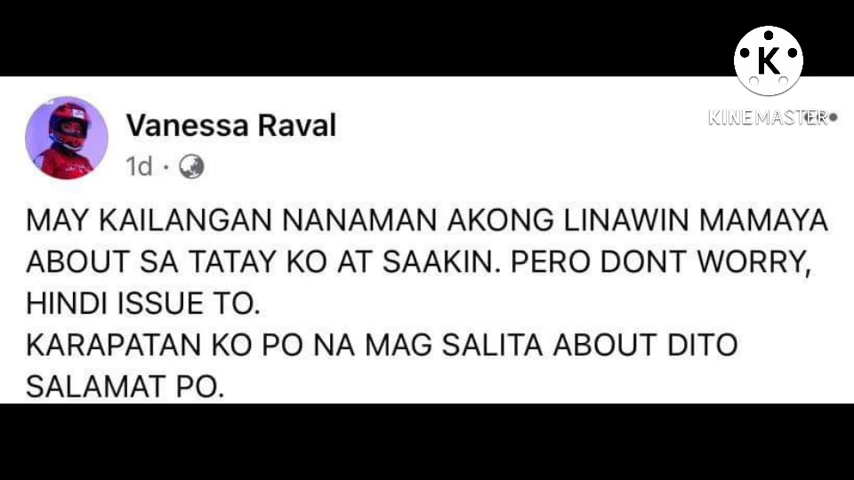 K
KINEMASTER
Vanessa Raval
1d ·
MAY KAILANGAN NANAMAN AKONG LINAWIN MAMAYA
ABOUT SA TATAY KO AT SAAKIN. PERO DONT WORRY,
HINDI ISSUE TO.
KARAPATAN KO PO NA MAG SALITA ABOUT DITO
SALAMAT PO.